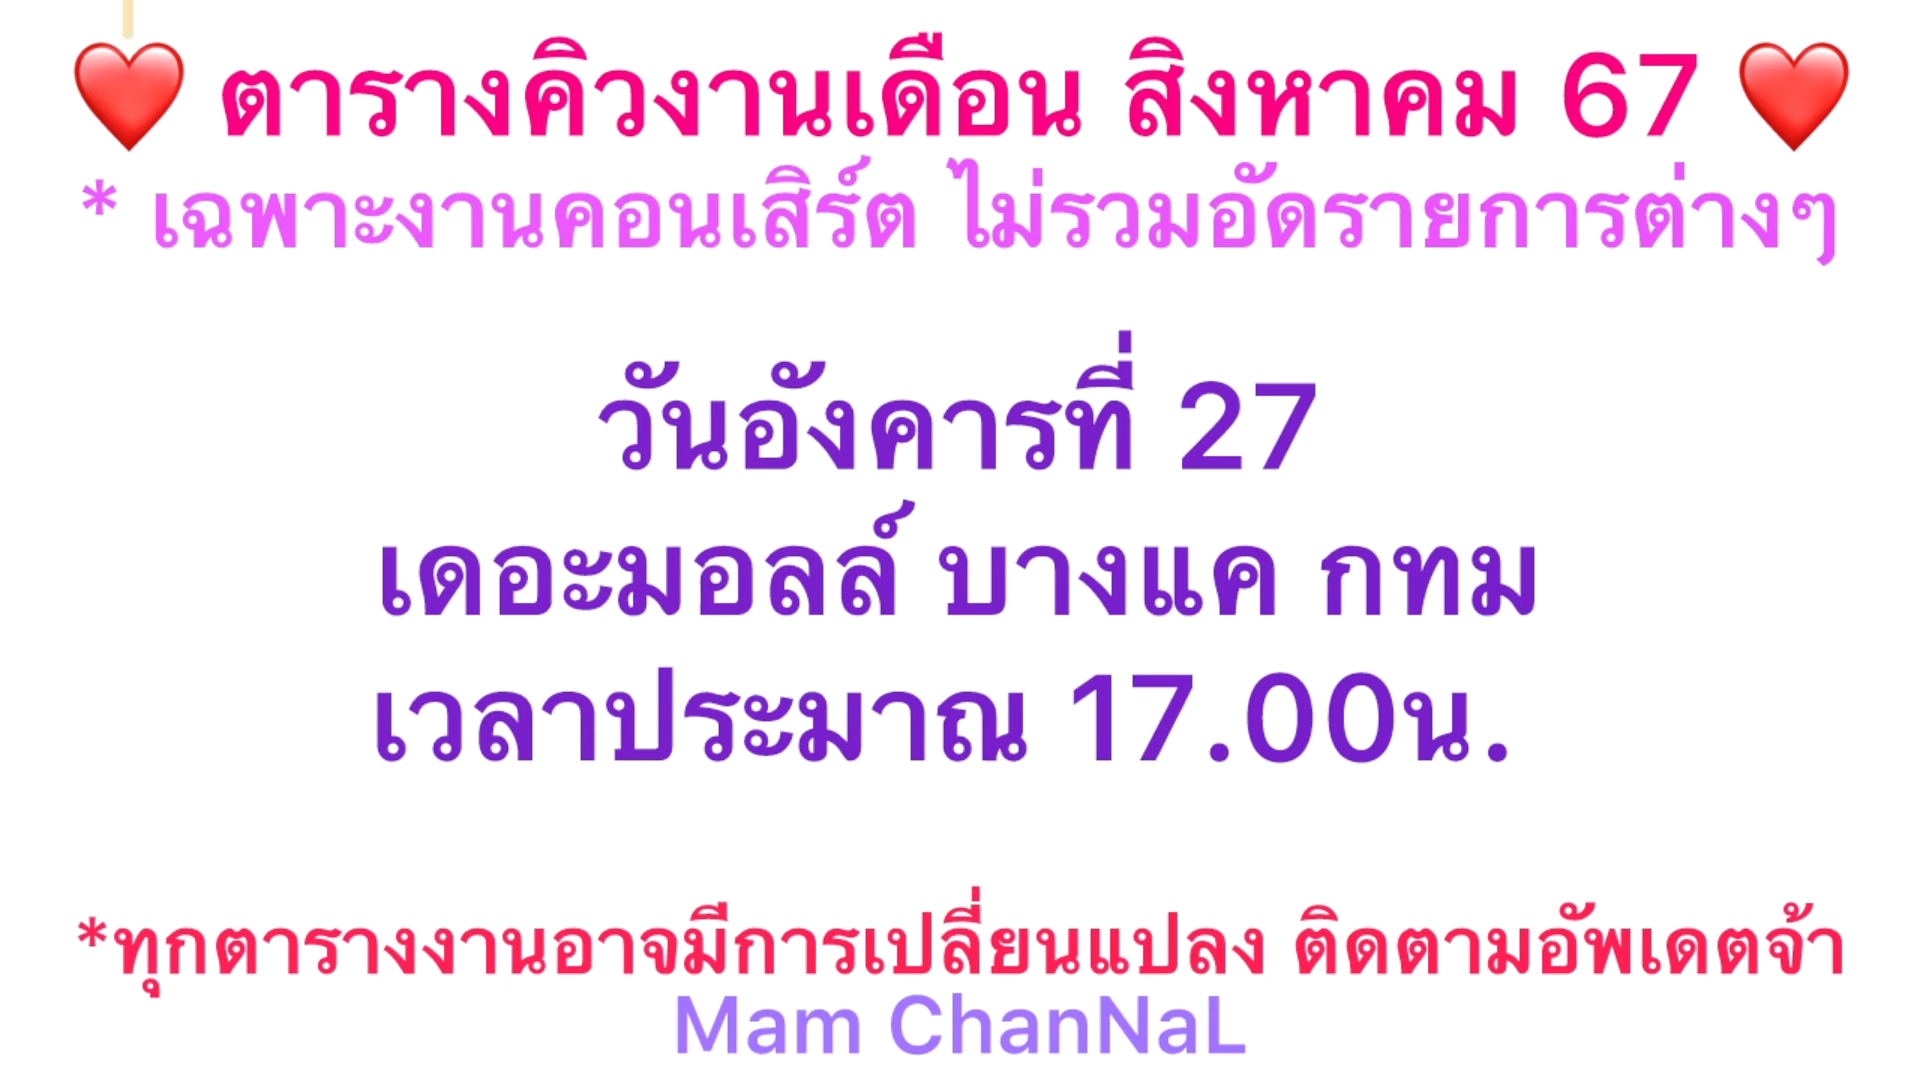 ❤️ ตารางคิวงานเดือน สิงหาคม 67 ❤️
* เฉพาะงานคอนเสิร์ต ไม่รวมอัดรายการต่างๆ
วันอังคารที่ 27
เดอะมอลล์ บางแค กทม
เวลาประมาณ 17.00น.
*ทุกตารางงานอาจมีการเปลี่ยนแปลง ติดตามอัพเดตจ้า
Mam ChanNaL